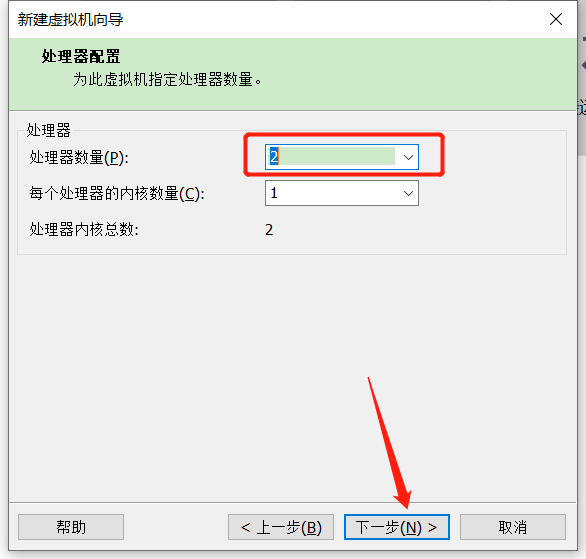 新建虚拟机向导
处理器配置
为此虚拟机指定处理器数量。
处理器
处理器数量(P): 2
每个处理器的内核数量(C): 1
处理器内核总数: 2
帮助 < 上一步(B) 下一步(N) > 取消